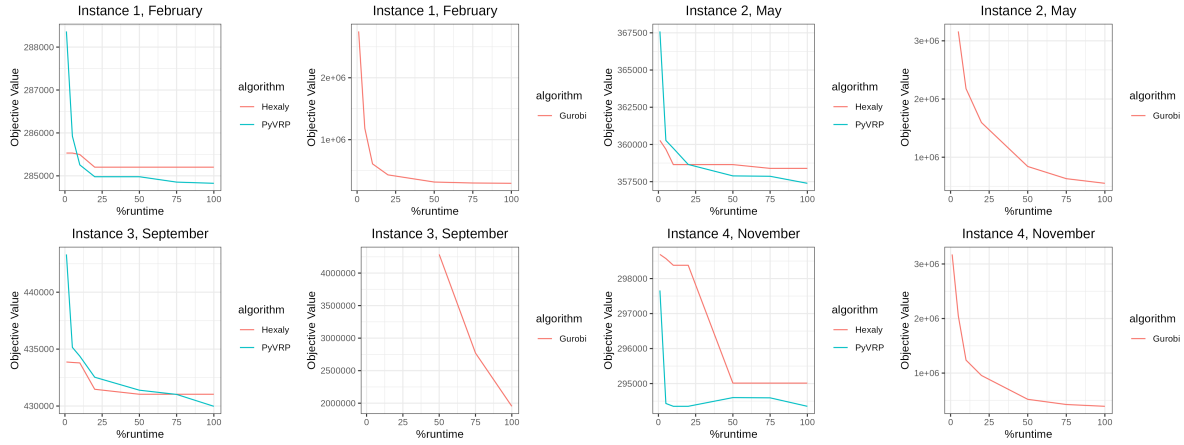 Instance 1, February
288000
287000
286000
285000
Objective Value
0 25 50 75 100
%runtime
algorithm
Hexaly
PyVRP
Instance 1, February
2e+06
1e+06
Objective Value
0 25 50 75 100
%runtime
algorithm
Gurobi
Instance 2, May
367500
365000
362500
360000
357500
Objective Value
0 25 50 75 100
%runtime
algorithm
Hexaly
PyVRP
Instance 2, May
3e+06
2e+06
1e+06
Objective Value
0 25 50 75 100
%runtime
algorithm
Gurobi
Instance 3, September
440000
435000
430000
Objective Value
0 25 50 75 100
%runtime
algorithm
Hexaly
PyVRP
Instance 3, September
4000000
3500000
3000000
2500000
2000000
Objective Value
0 25 50 75 100
%runtime
algorithm
Gurobi
Instance 4, November
298000
297000
296000
295000
Objective Value
0 25 50 75 100
%runtime
algorithm
Hexaly
PyVRP
Instance 4, November
3e+06
2e+06
1e+06
Objective Value
0 25 50 75 100
%runtime
algorithm
Gurobi